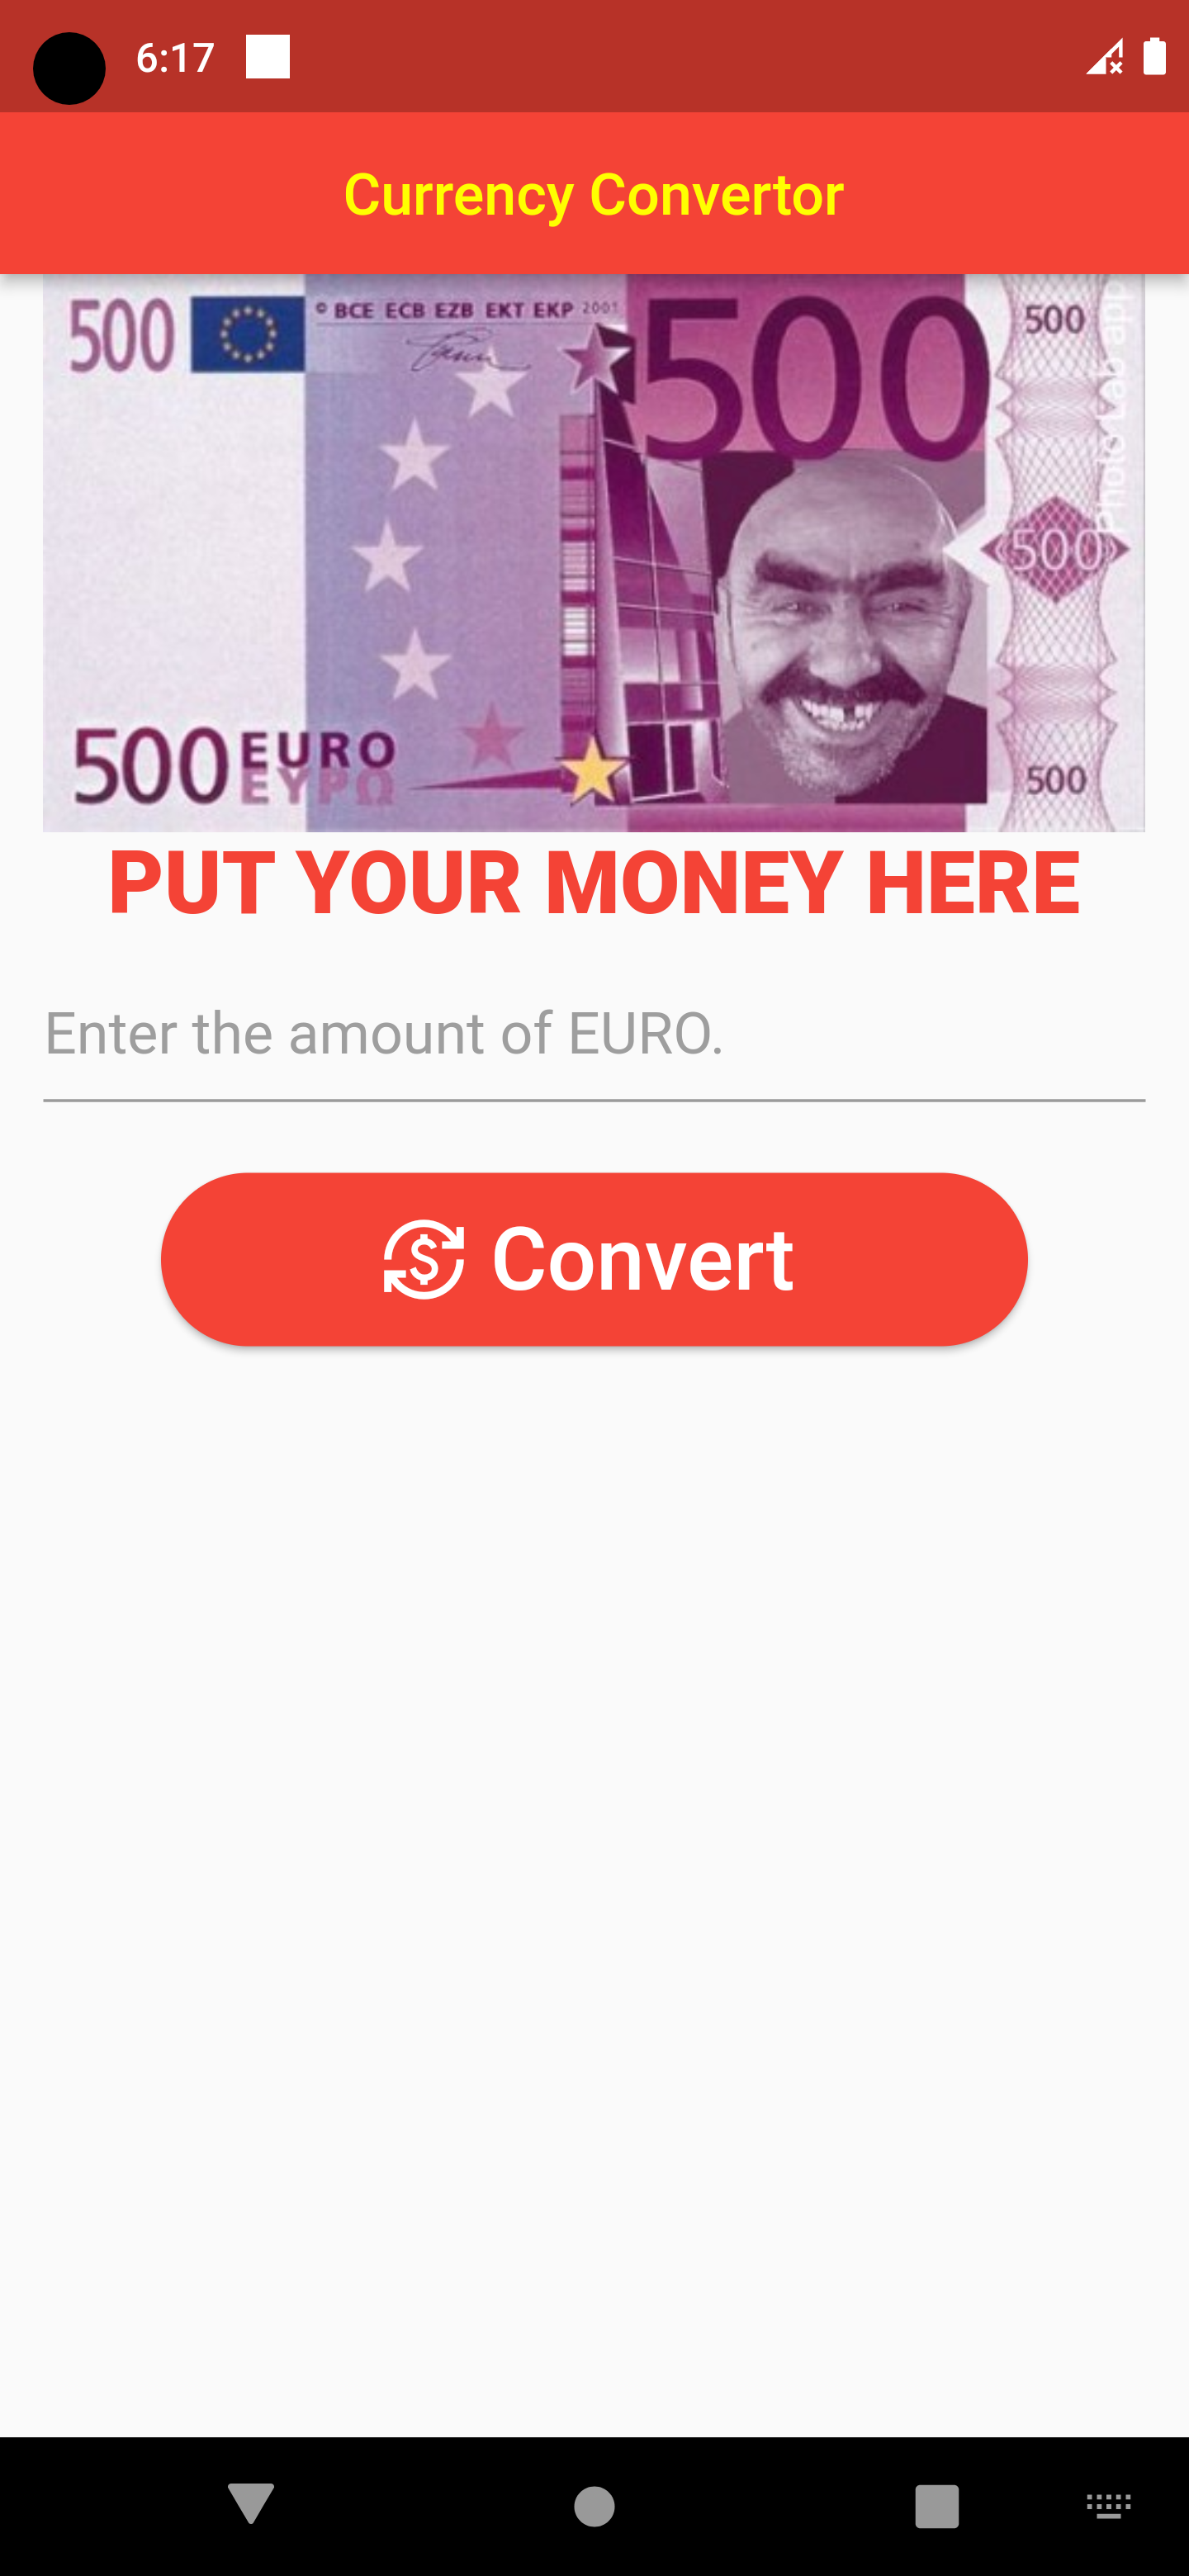 6:17
Currency Convertor
500 © BCE ECB EZB EKT EKP 2001 500 500
Photo Lab app
500
500 EURO
ΕΥΡΩ
500
PUT YOUR MONEY HERE
Enter the amount of EURO.
Convert